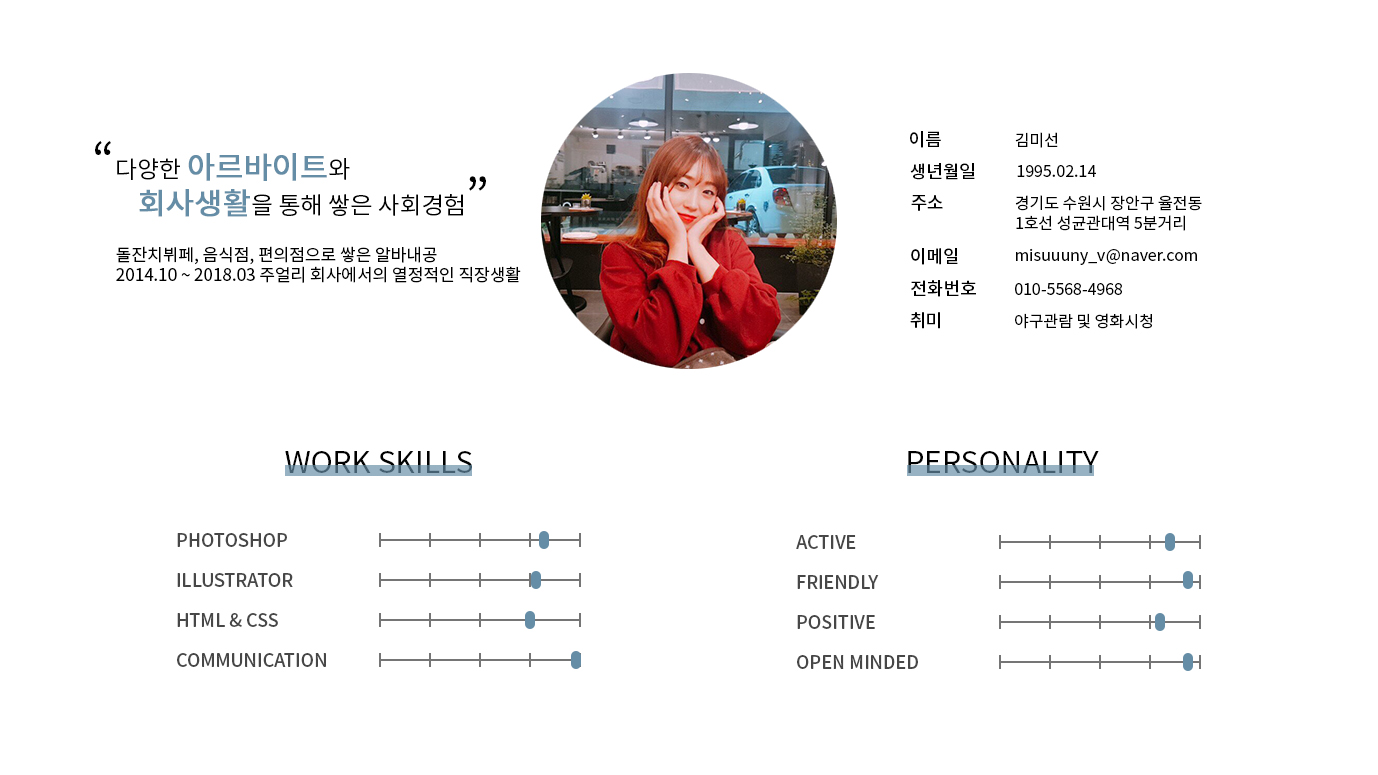 “ 다양한 아르바이트와
회사생활을 통해 쌓은 사회경험 ”
돌잔치뷔페, 음식점, 편의점으로 쌓은 알바내공
2014.10 ~ 2018.03 주얼리 회사에서의 열정적인 직장생활
이름 김미선
생년월일 1995.02.14
주소 경기도 수원시 장안구 율전동
1호선 성균관대역 5분거리
이메일 misuuuny_v@naver.com
전화번호 010-5568-4968
취미 야구관람 및 영화시청
WORK SKILLS
PHOTOSHOP
ILLUSTRATOR
HTML & CSS
COMMUNICATION
PERSONALITY
ACTIVE
FRIENDLY
POSITIVE
OPEN MINDED